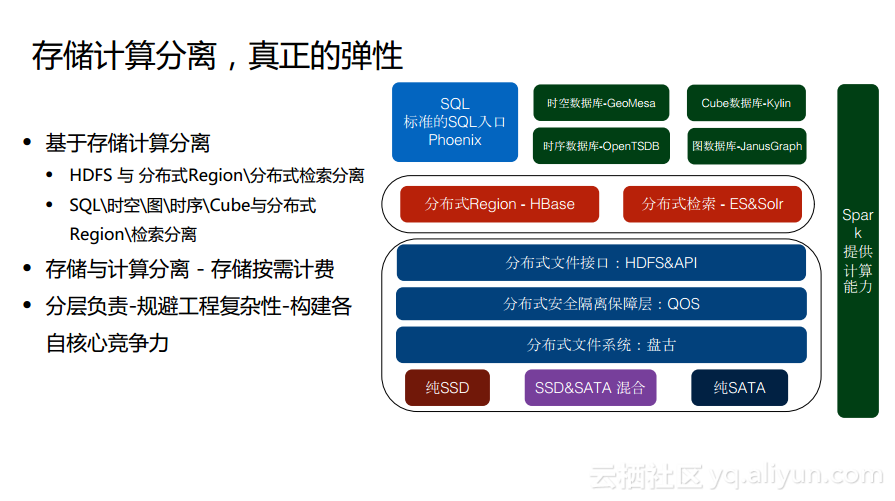 存储计算分离，真正的弹性
• 基于存储计算分离
• HDFS 与 分布式Region\分布式检索分离
• SQL\时空\图\时序\Cube与分布式
Region\检索分离
• 存储与计算分离 - 存储按需计费
• 分层负责-规避工程复杂性-构建各
自核心竞争力
SQL
标准的SQL入口
Phoenix
时空数据库-GeoMesa
Cube数据库-Kylin
时序数据库-OpenTSDB
图数据库-JanusGraph
分布式Region - HBase
分布式检索 - ES&Solr
分布式文件接口：HDFS&API
分布式安全隔离保障层：QOS
分布式文件系统：盘古
纯SSD
SSD&SATA 混合
纯SATA
Spar
k
提供
计算
能力
云栖社区 yq.aliyun.com